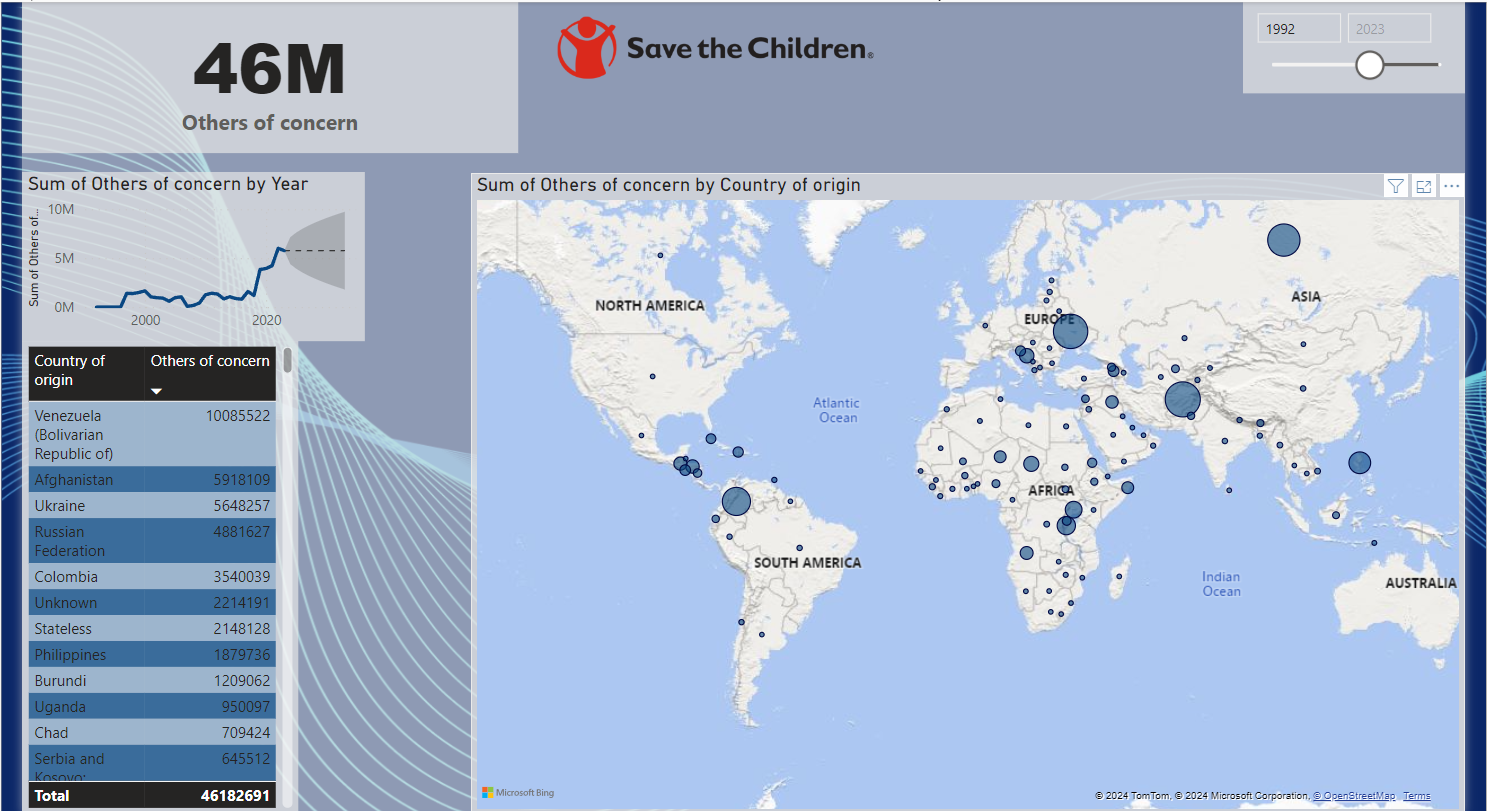 46M
Others of concern
Save the Children®
1992
2023
Sum of Others of concern by Year
Sum of Others of...
10M
5M
0M
2000
2020
Country of
origin
Others of concern
Venezuela
(Bolivarian
Republic of)
10085522
Afghanistan
5918109
Ukraine
5648257
Russian
Federation
4881627
Colombia
3540039
Unknown
2214191
Stateless
2148128
Philippines
1879736
Burundi
1209062
Uganda
950097
Chad
709424
Serbia and
Kosovo:
645512
Total
46182691
Sum of Others of concern by Country of origin
NORTH AMERICA
EUROPE
ASIA
Atlantic
Ocean
AFRICA
SOUTH AMERICA
Indian
Ocean
AUSTRALIA
Microsoft Bing
© 2024 TomTom, © 2024 Microsoft Corporation, © OpenStreetMap Terms